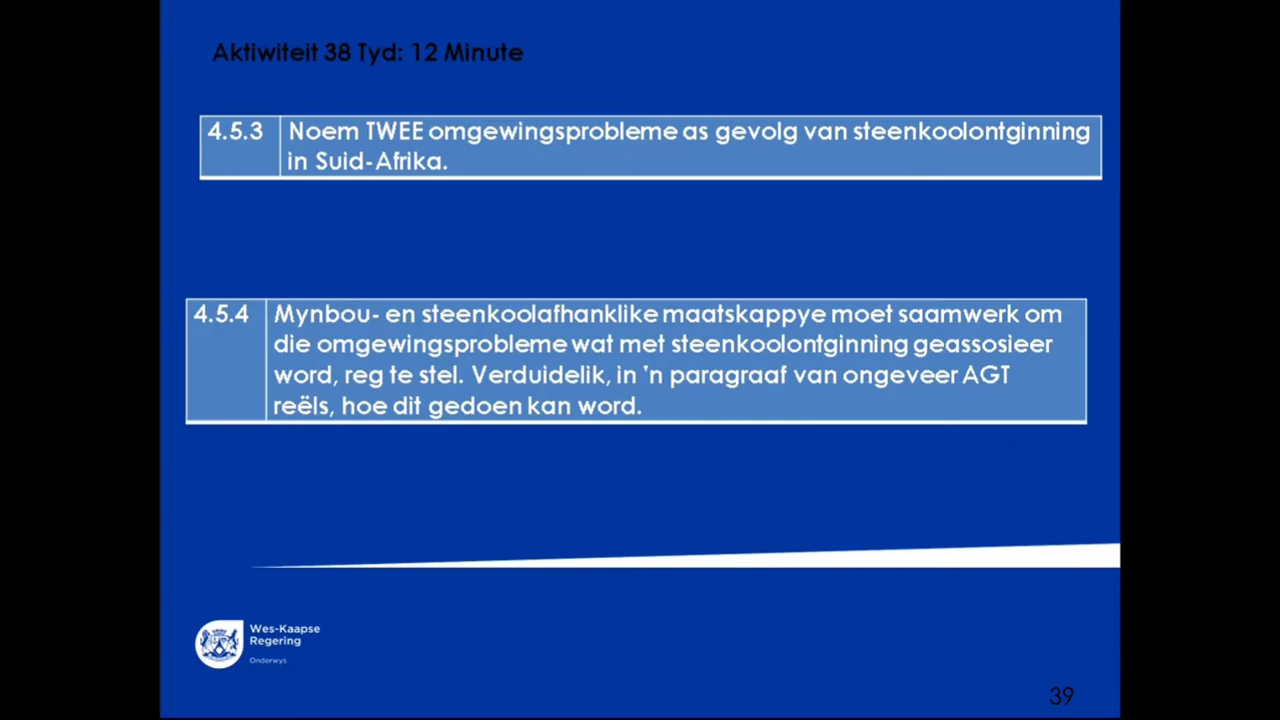 Aktiwiteit 38 Tyd: 12 Minute
4.5.3 Noem TWEE omgewingsprobleme as gevolg van steenkoolontginning
in Suid-Afrika.
4.5.4 Mynbou- en steenkoolafhanklike maatskappye moet saamwerk om
die omgewingsprobleme wat met steenkoolontginning geassosieer
word, reg te stel. Verduidelik, in 'n paragraaf van ongeveer AGT
reëls, hoe dit gedoen kan word.
Wes-Kaapse
Regering
Onderwys
39